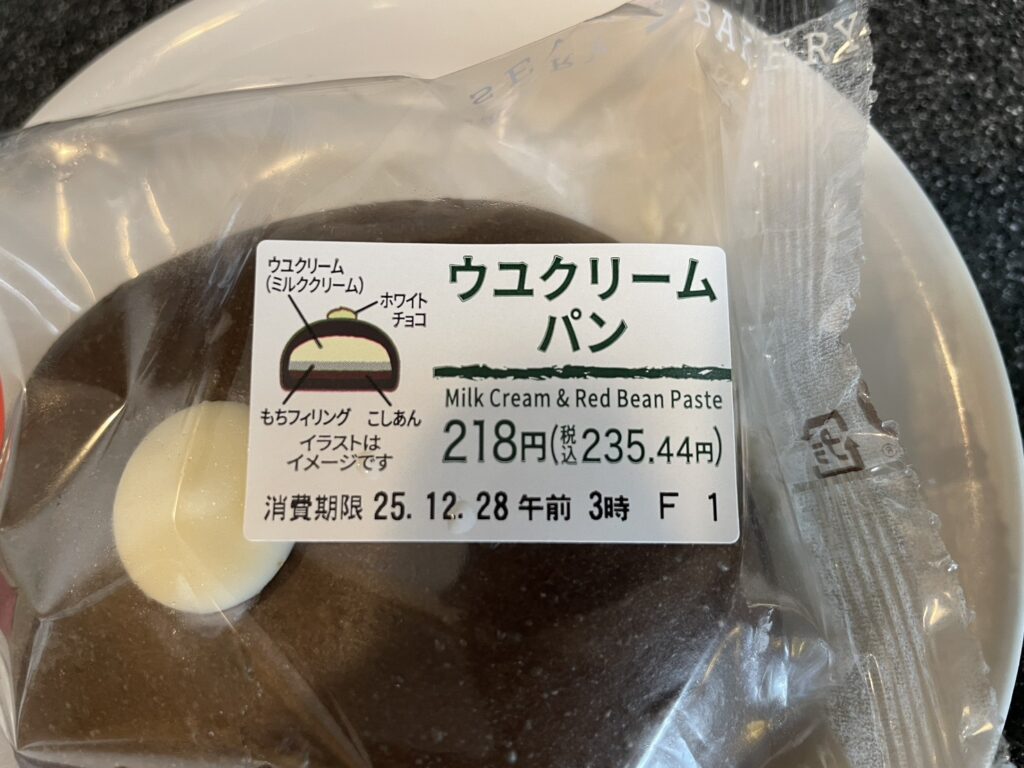 BAKERY
ウユクリーム
(ミルククリーム)
ホワイト
チョコ
もちフィリング こしあん
イラストは
イメージです
ウユクリーム
パン
Milk Cream & Red Bean Paste
218円(税込235.44円)
消費期限 25.12.28 午前 3時 F 1